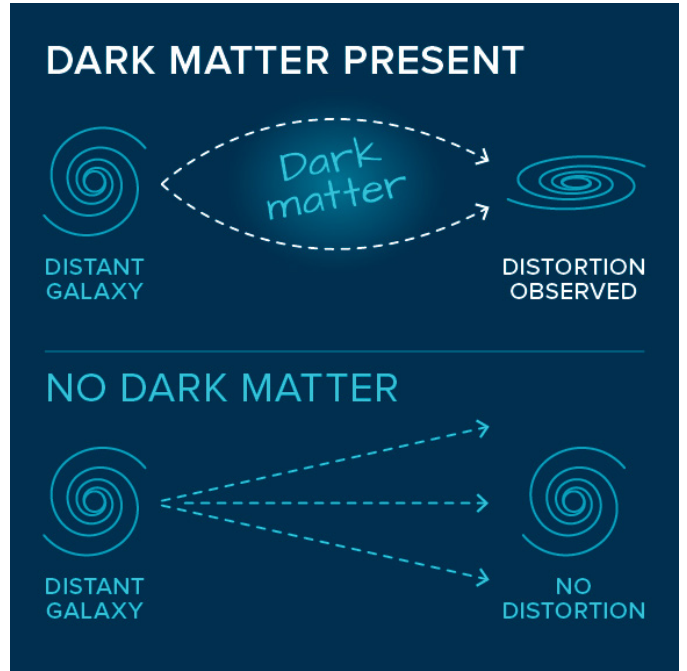 DARK MATTER PRESENT
Dark
matter
DISTANT
GALAXY
DISTORTION
OBSERVED
NO DARK MATTER
DISTANT
GALAXY
NO
DISTORTION